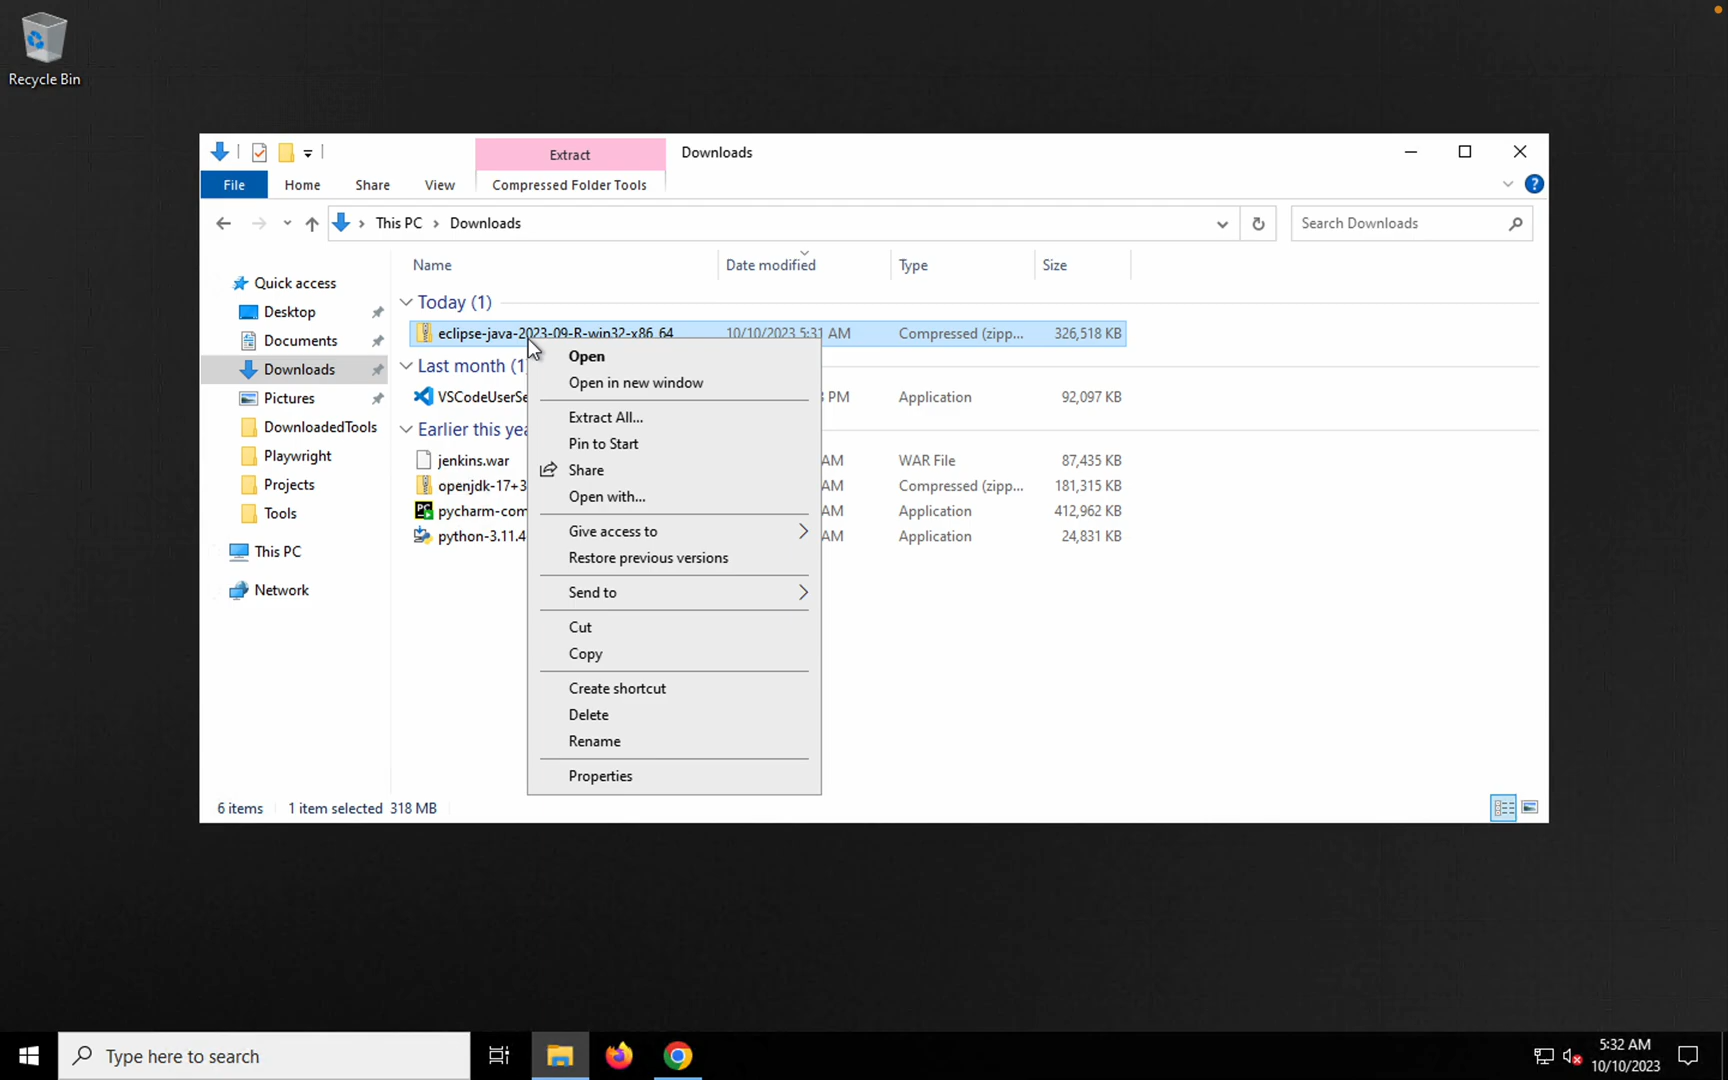 Recycle Bin
Extract
Downloads
File
Home
Share
View
Compressed Folder Tools
This PC
Downloads
Search Downloads
Name
Date modified
Type
Size
Quick access
Desktop
Documents
Downloads
Pictures
DownloadedTools
Playwright
Projects
Tools
This PC
Network
Today (1)
eclipse-java-2023-09-R-win32-x86_64 10/10/2023 5:31 AM Compressed (zipp... 326,518 KB
Last month (1
VSCodeUserSe PM Application 92,097 KB
Earlier this yea
jenkins.war AM WAR File 87,435 KB
openjdk-17+3 AM Compressed (zipp... 181,315 KB
pycharm-com AM Application 412,962 KB
python-3.11.4 AM Application 24,831 KB
Open
Open in new window
Extract All...
Pin to Start
Share
Open with...
Give access to
Restore previous versions
Send to
Cut
Copy
Create shortcut
Delete
Rename
Properties
6 items 1 item selected 318 MB
Type here to search
5:32 AM
10/10/2023